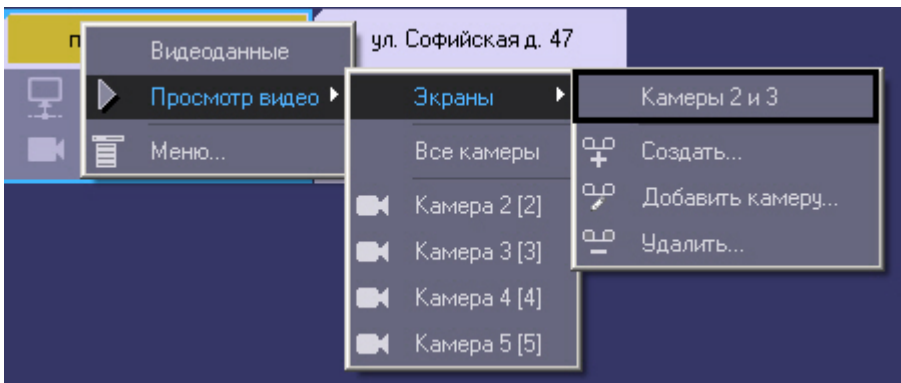 п
ул. Софийская д. 47
Видеоданные
Просмотр видео
Меню...
Экраны
Все камеры
Камера 2 [2]
Камера 3 [3]
Камера 4 [4]
Камера 5 [5]
Камеры 2 и 3
Создать...
Добавить камеру...
Удалить...